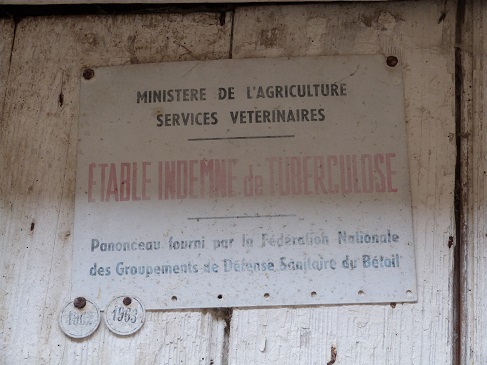 MINISTERE DE L'AGRICULTURE
SERVICES VETERINAIRES
ETABLE INDEMNE de TUBERCULOSE
Panonceau fourni par la Fédération Nationale
des Groupements de Défense Sanitaire du Bétail
1963